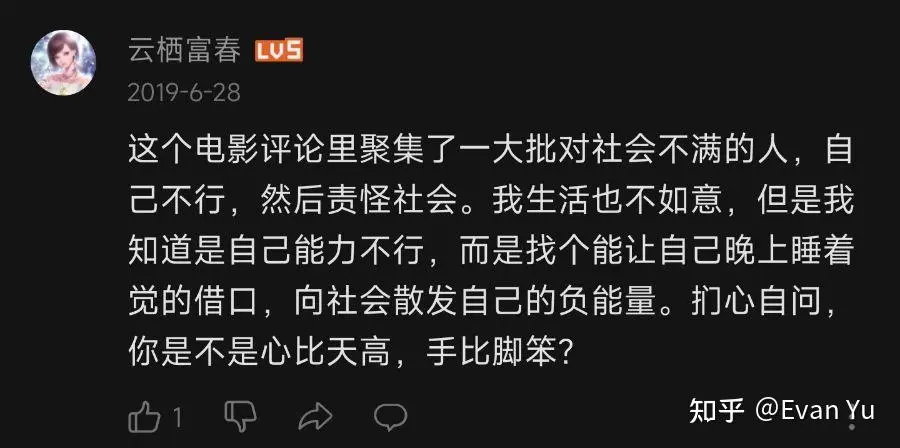 云栖富春 LV5
2019-6-28
这个电影评论里聚集了一大批对社会不满的人，自
己不行，然后责怪社会。我生活也不如意，但是我
知道是自己能力不行，而是找个能让自己晚上睡着
觉的借口，向社会散发自己的负能量。扪心自问，
你是不是心比天高，手比脚笨？
1
知乎 @Evan Yu